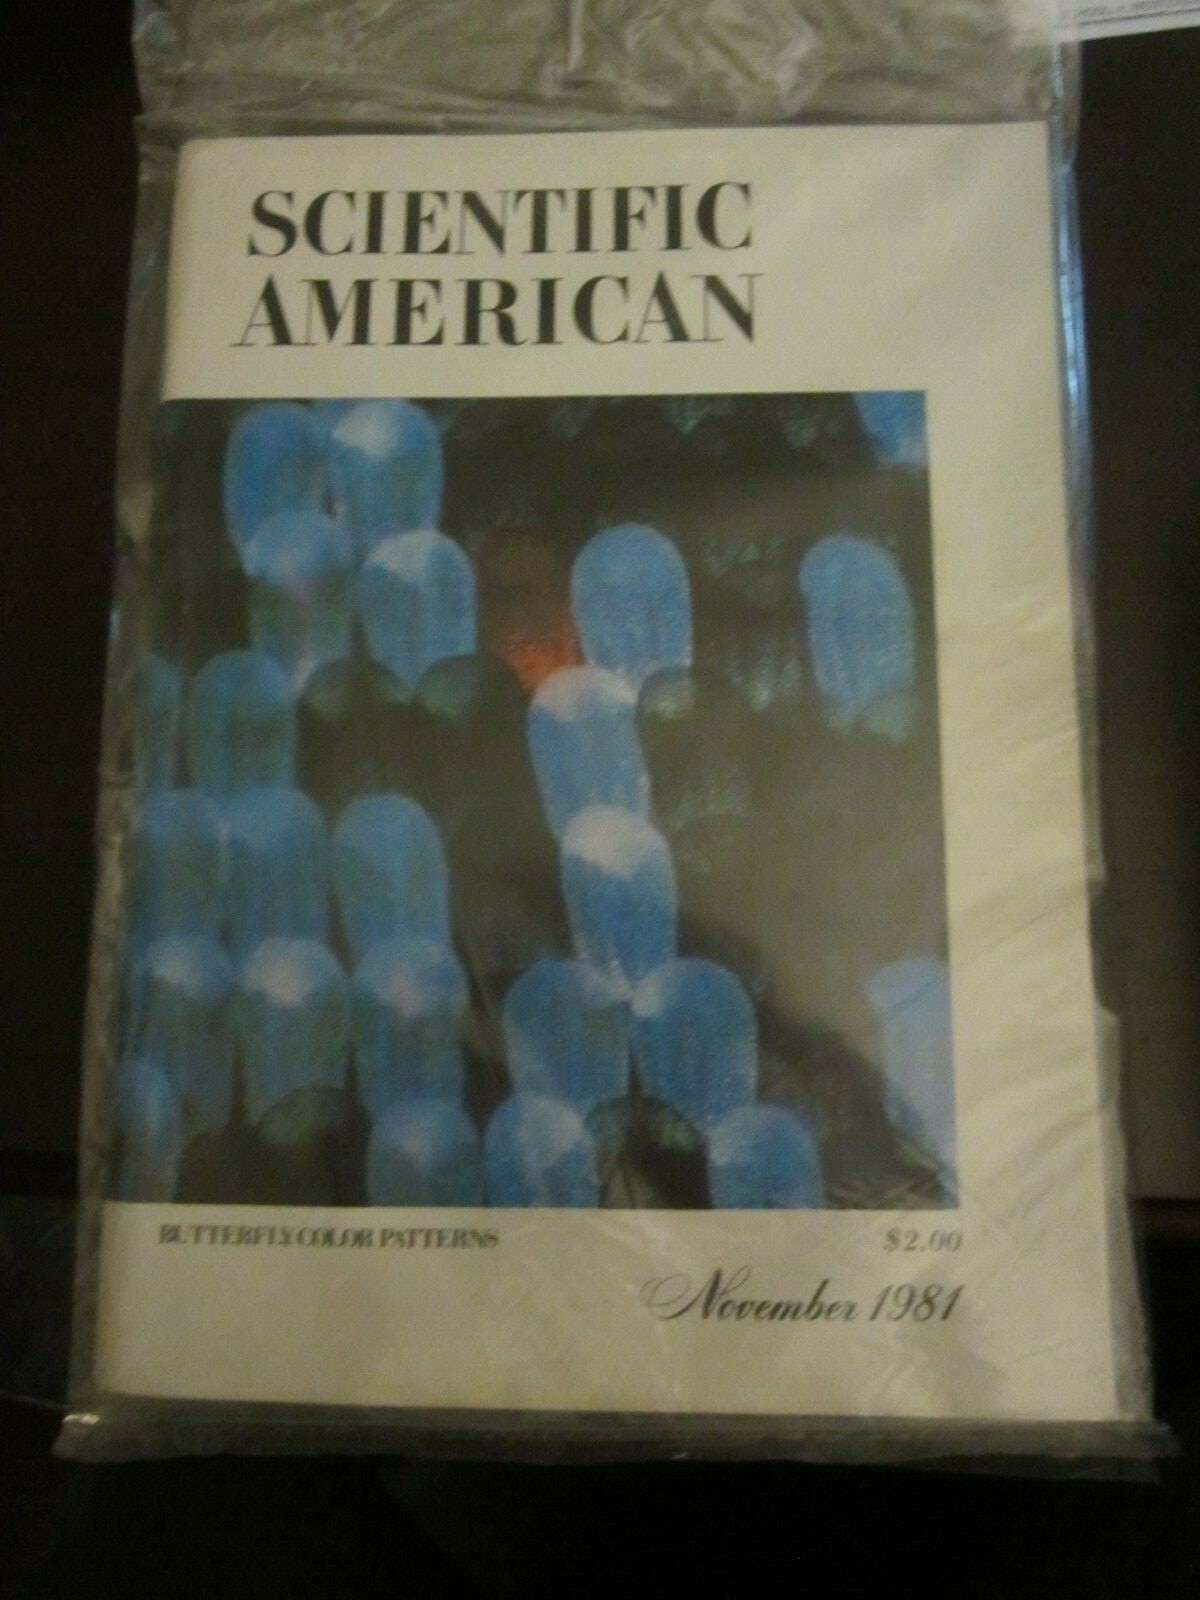 SCIENTIFIC
AMERICAN
BUTTERFLY COLOR PATTERNS
$2.00
November 1981